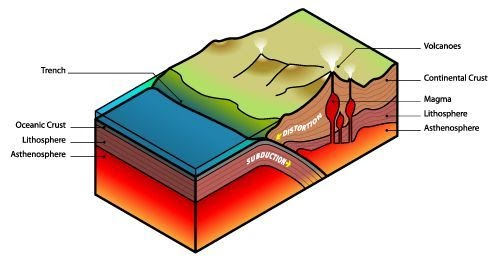 Volcanoes
Trench
Continental Crust
Magma
Lithosphere
Asthenosphere
Oceanic Crust
Lithosphere
Asthenosphere
DISTORTION
SUBDUCTION